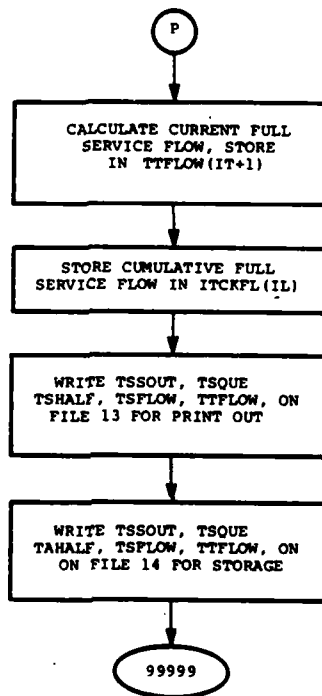 P
CALCULATE CURRENT FULL
SERVICE FLOW, STORE
IN TTFLOW(IT+1)
STORE CUMULATIVE FULL
SERVICE FLOW IN ITCKFL(IL)
WRITE TSSOUT, TSQUE
TSHALF, TSFLOW, TTFLOW, ON
FILE 13 FOR PRINT OUT
WRITE TSSOUT, TSQUE
TAHALF, TSFLOW, TTFLOW, ON
ON FILE 14 FOR STORAGE
99999